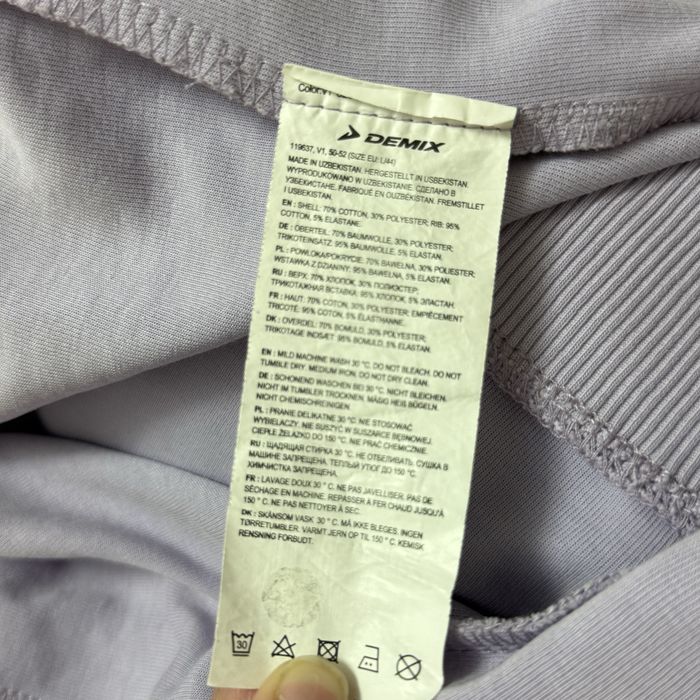 Color:V1
DEMIX
119637, V1, 50-52 (SIZE EU: L/44)
MADE IN UZBEKISTAN. HERGESTELLT IN USBEKISTAN.
WYPRODUKOWANO W UZBEKISTANIE. СДЕЛАНО В
УЗБЕКИСТАНЕ. FABRIQUÉ EN OUZBÉKISTAN. FREMSTILLET
I USBEKISTAN.
EN : SHELL: 70% COTTON, 30% POLYESTER; RIB: 95%
COTTON, 5% ELASTANE.
DE : OBERTEIL: 70% BAUMWOLLE, 30% POLYESTER;
TRIKOTEINSATZ: 95% BAUMWOLLE, 5% ELASTAN.
PL : POWŁOKA/POKRYCIE: 70% BAWEŁNA, 30% POLIESTER;
WSTAWKA Z DZIANINY: 95% BAWEŁNA, 5% ELASTAN.
RU : ВЕРХ: 70% ХЛОПОК, 30% ПОЛИЭСТЕР;
ТРИКОТАЖНАЯ ВСТАВКА: 95% ХЛОПОК, 5% ЭЛАСТАН.
FR : HAUT: 70% COTON, 30% POLYESTER; EMPIÈCEMENT
TRICOTÉ: 95% COTON, 5% ÉLASTHANNE.
DK : OVERDEL: 70% BOMULD, 30% POLYESTER;
TRIKOTAGE INDSÆT: 95% BOMULD, 5% ELASTAN.
EN : MILD MACHINE WASH 30 °C. DO NOT BLEACH. DO NOT
TUMBLE DRY. MEDIUM IRON. DO NOT DRY CLEAN.
DE : SCHONEND WASCHEN BEI 30 °C. NICHT BLEICHEN.
NICHT IM TUMBLER TROCKNEN. MÄßIG HEIß BÜGELN.
NICHT CHEMISCHREINIGEN.
PL : PRANIE DELIKATNE 30 °C. NIE STOSOWAĆ
WYBIELACZY. NIE SUSZYĆ W SUSZARCE BĘBNOWEJ.
CIEPŁE ŻELAZKO DO 150 °C. NIE PRAĆ CHEMICZNIE.
RU : ЩАДЯЩАЯ СТИРКА 30 °C. НЕ ОТБЕЛИВАТЬ. СУШКА В
МАШИНЕ ЗАПРЕЩЕНА. ТЕПЛЫЙ УТЮГ ДО 150 °C.
ХИМЧИСТКА ЗАПРЕЩЕНА.
FR : LAVAGE DOUX 30 ° C. NE PAS JAVELLISER. PAS DE
SÉCHAGE EN MACHINE. REPASSER À FER CHAUD JUSQU'À
150 ° C. NE PAS NETTOYER À SEC.
DK : SKÅNSOM VASK 30 ° C. MÅ IKKE BLEGES. INGEN
TØRRETUMBLER. VARMT JERN OP TIL 150 ° C. KEMISK
RENSNING FORBUDT.
30